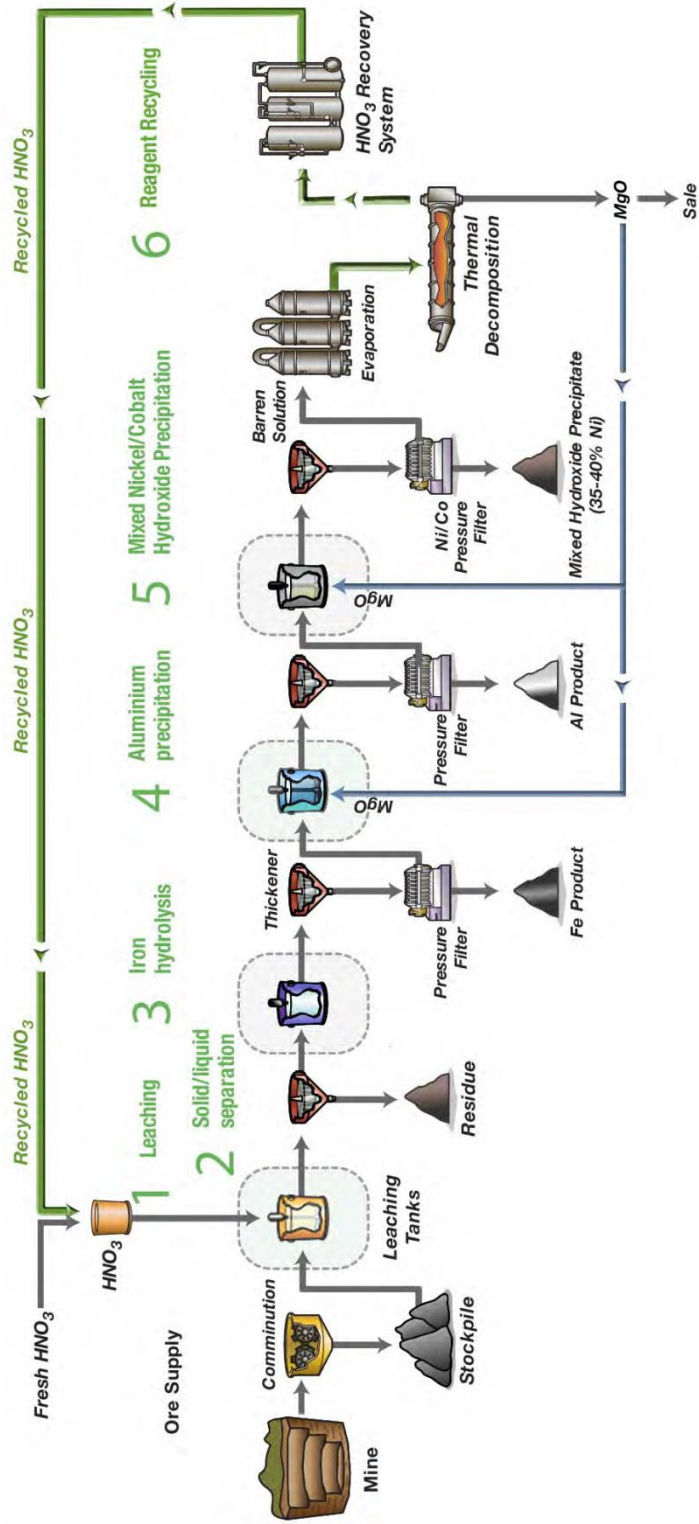 Recycled HNO3
Recycled HNO3
Recycled HNO3
Fresh HNO3
HNO3
Ore Supply
1
Leaching
2
Solid/liquid
separation
3
Iron
hydrolysis
4
Aluminium
precipitation
5
Mixed Nickel/Cobalt
Hydroxide Precipitation
6
Reagent Recycling
Mine
Comminution
Stockpile
Leaching
Tanks
Residue
Thickener
Pressure
Filter
Fe Product
MgO
Pressure
Filter
Al Product
MgO
Barren
Solution
Ni/Co
Pressure
Filter
Mixed Hydroxide Precipitate
(35-40% Ni)
Evaporation
Thermal
Decomposition
HNO3 Recovery
System
MgO
Sale